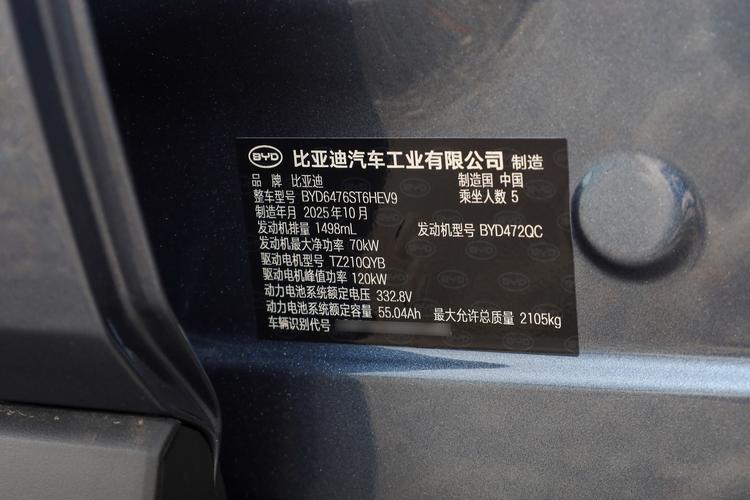 BYD 比亚迪汽车工业有限公司 制造
品 牌 比亚迪 制造国 中国
整车型号 BYD6476ST6HEV9 乘坐人数 5
制造年月 2025年10月
发动机排量 1498mL 发动机型号 BYD472QC
发动机最大净功率 70kW
驱动电机型号 TZ210QYB
驱动电机峰值功率 120kW
动力电池系统额定电压 332.8V
动力电池系统额定容量 55.04Ah 最大允许总质量 2105kg
车辆识别代号